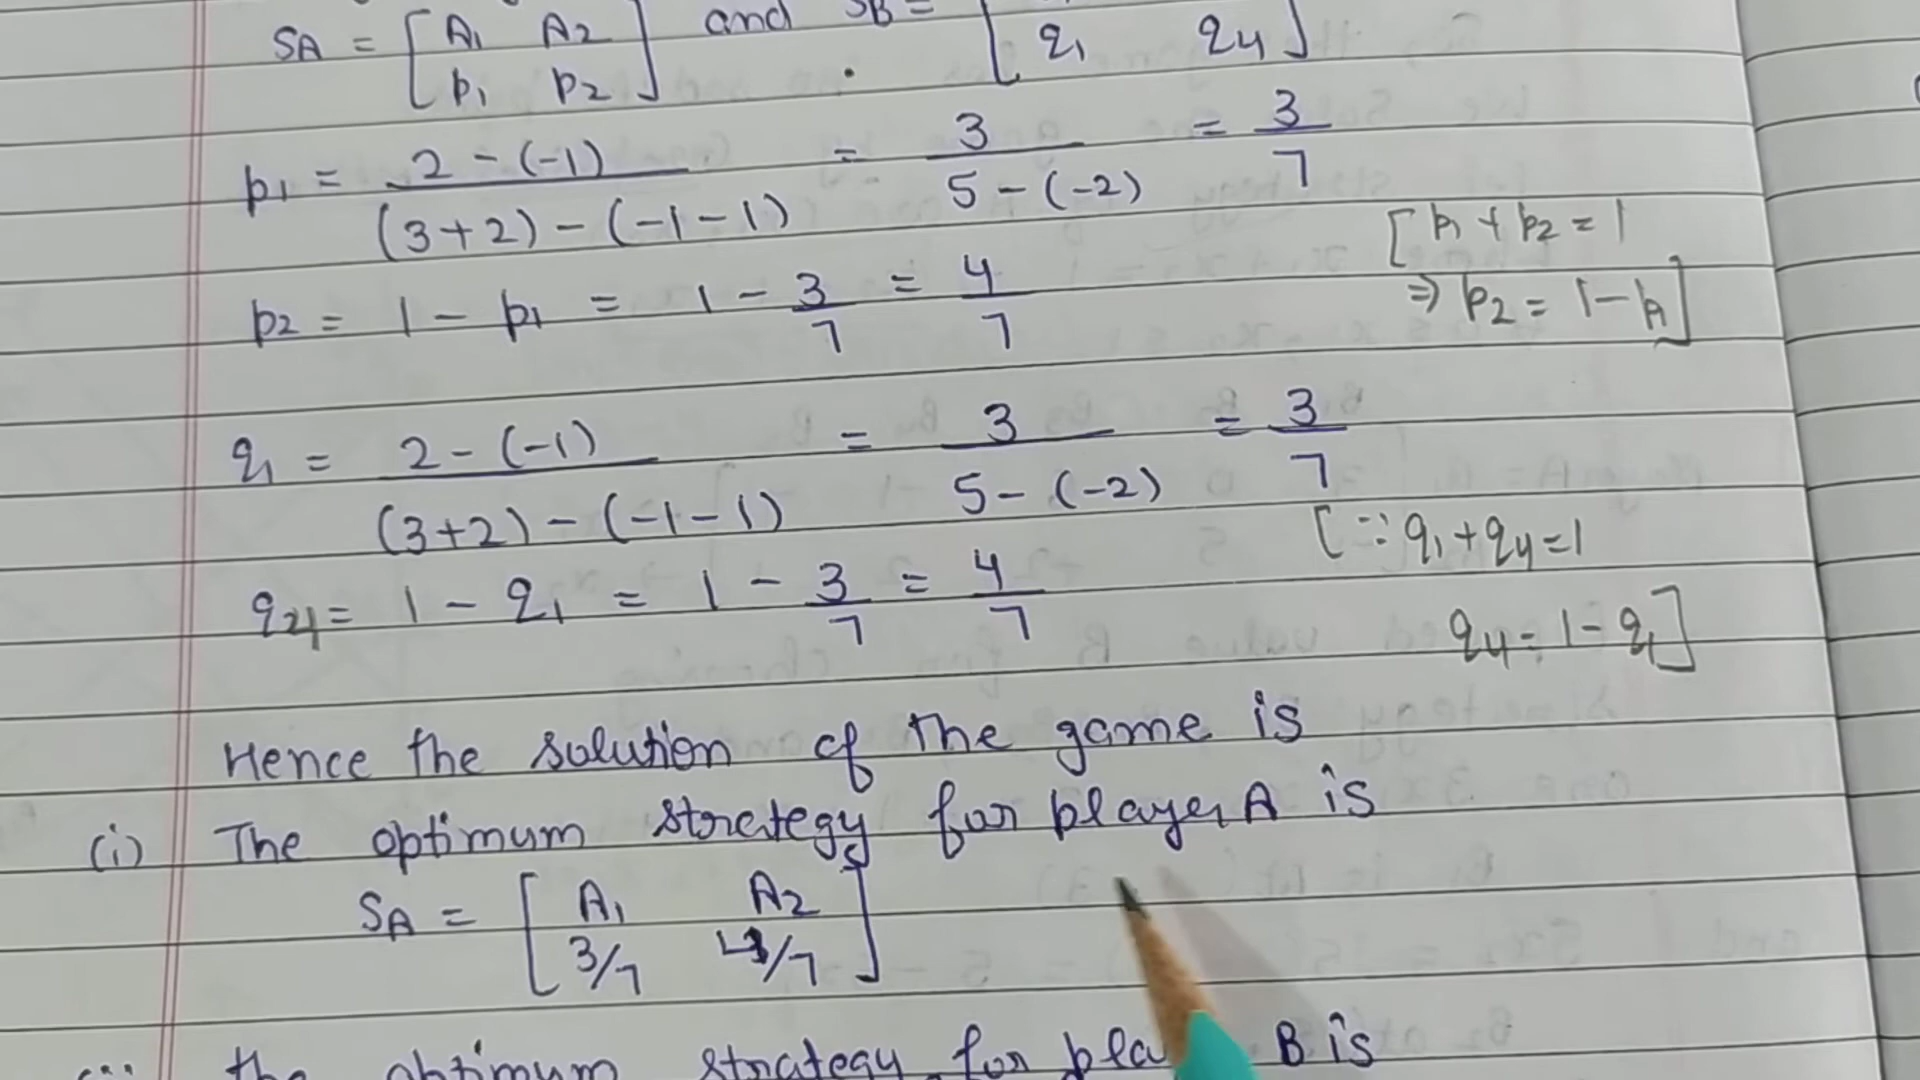 SA = [ A1 A2 ] and SB = [
p1 p2 q1 q4 ]
p1 = 2 - (-1) / (3+2) - (-1-1) = 3 / 5 - (-2) = 3/7
[ p1 + p2 = 1
p2 = 1 - p1 = 1 - 3/7 = 4/7
⇒ p2 = 1 - p1 ]
q1 = 2 - (-1) / (3+2) - (-1-1) = 3 / 5 - (-2) = 3/7
[ ∵ q1 + q4 = 1
q4 = 1 - q1 = 1 - 3/7 = 4/7
q4 = 1 - q1 ]
Hence the solution of the game is
(i) The optimum strategy for player A is
SA = [ A1 A2
3/7 4/7 ]
the optimum strategy for B is